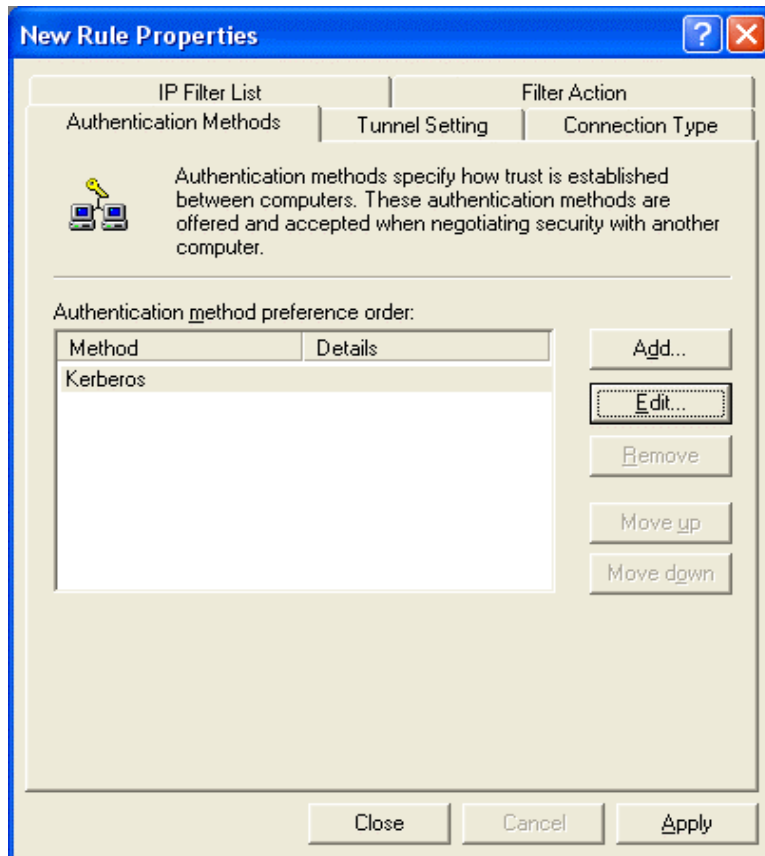 New Rule Properties
IP Filter List
Filter Action
Authentication Methods
Tunnel Setting
Connection Type
Authentication methods specify how trust is established
between computers. These authentication methods are
offered and accepted when negotiating security with another
computer.
Authentication method preference order:
Method
Details
Kerberos
Add...
Edit...
Remove
Move up
Move down
Close
Cancel
Apply